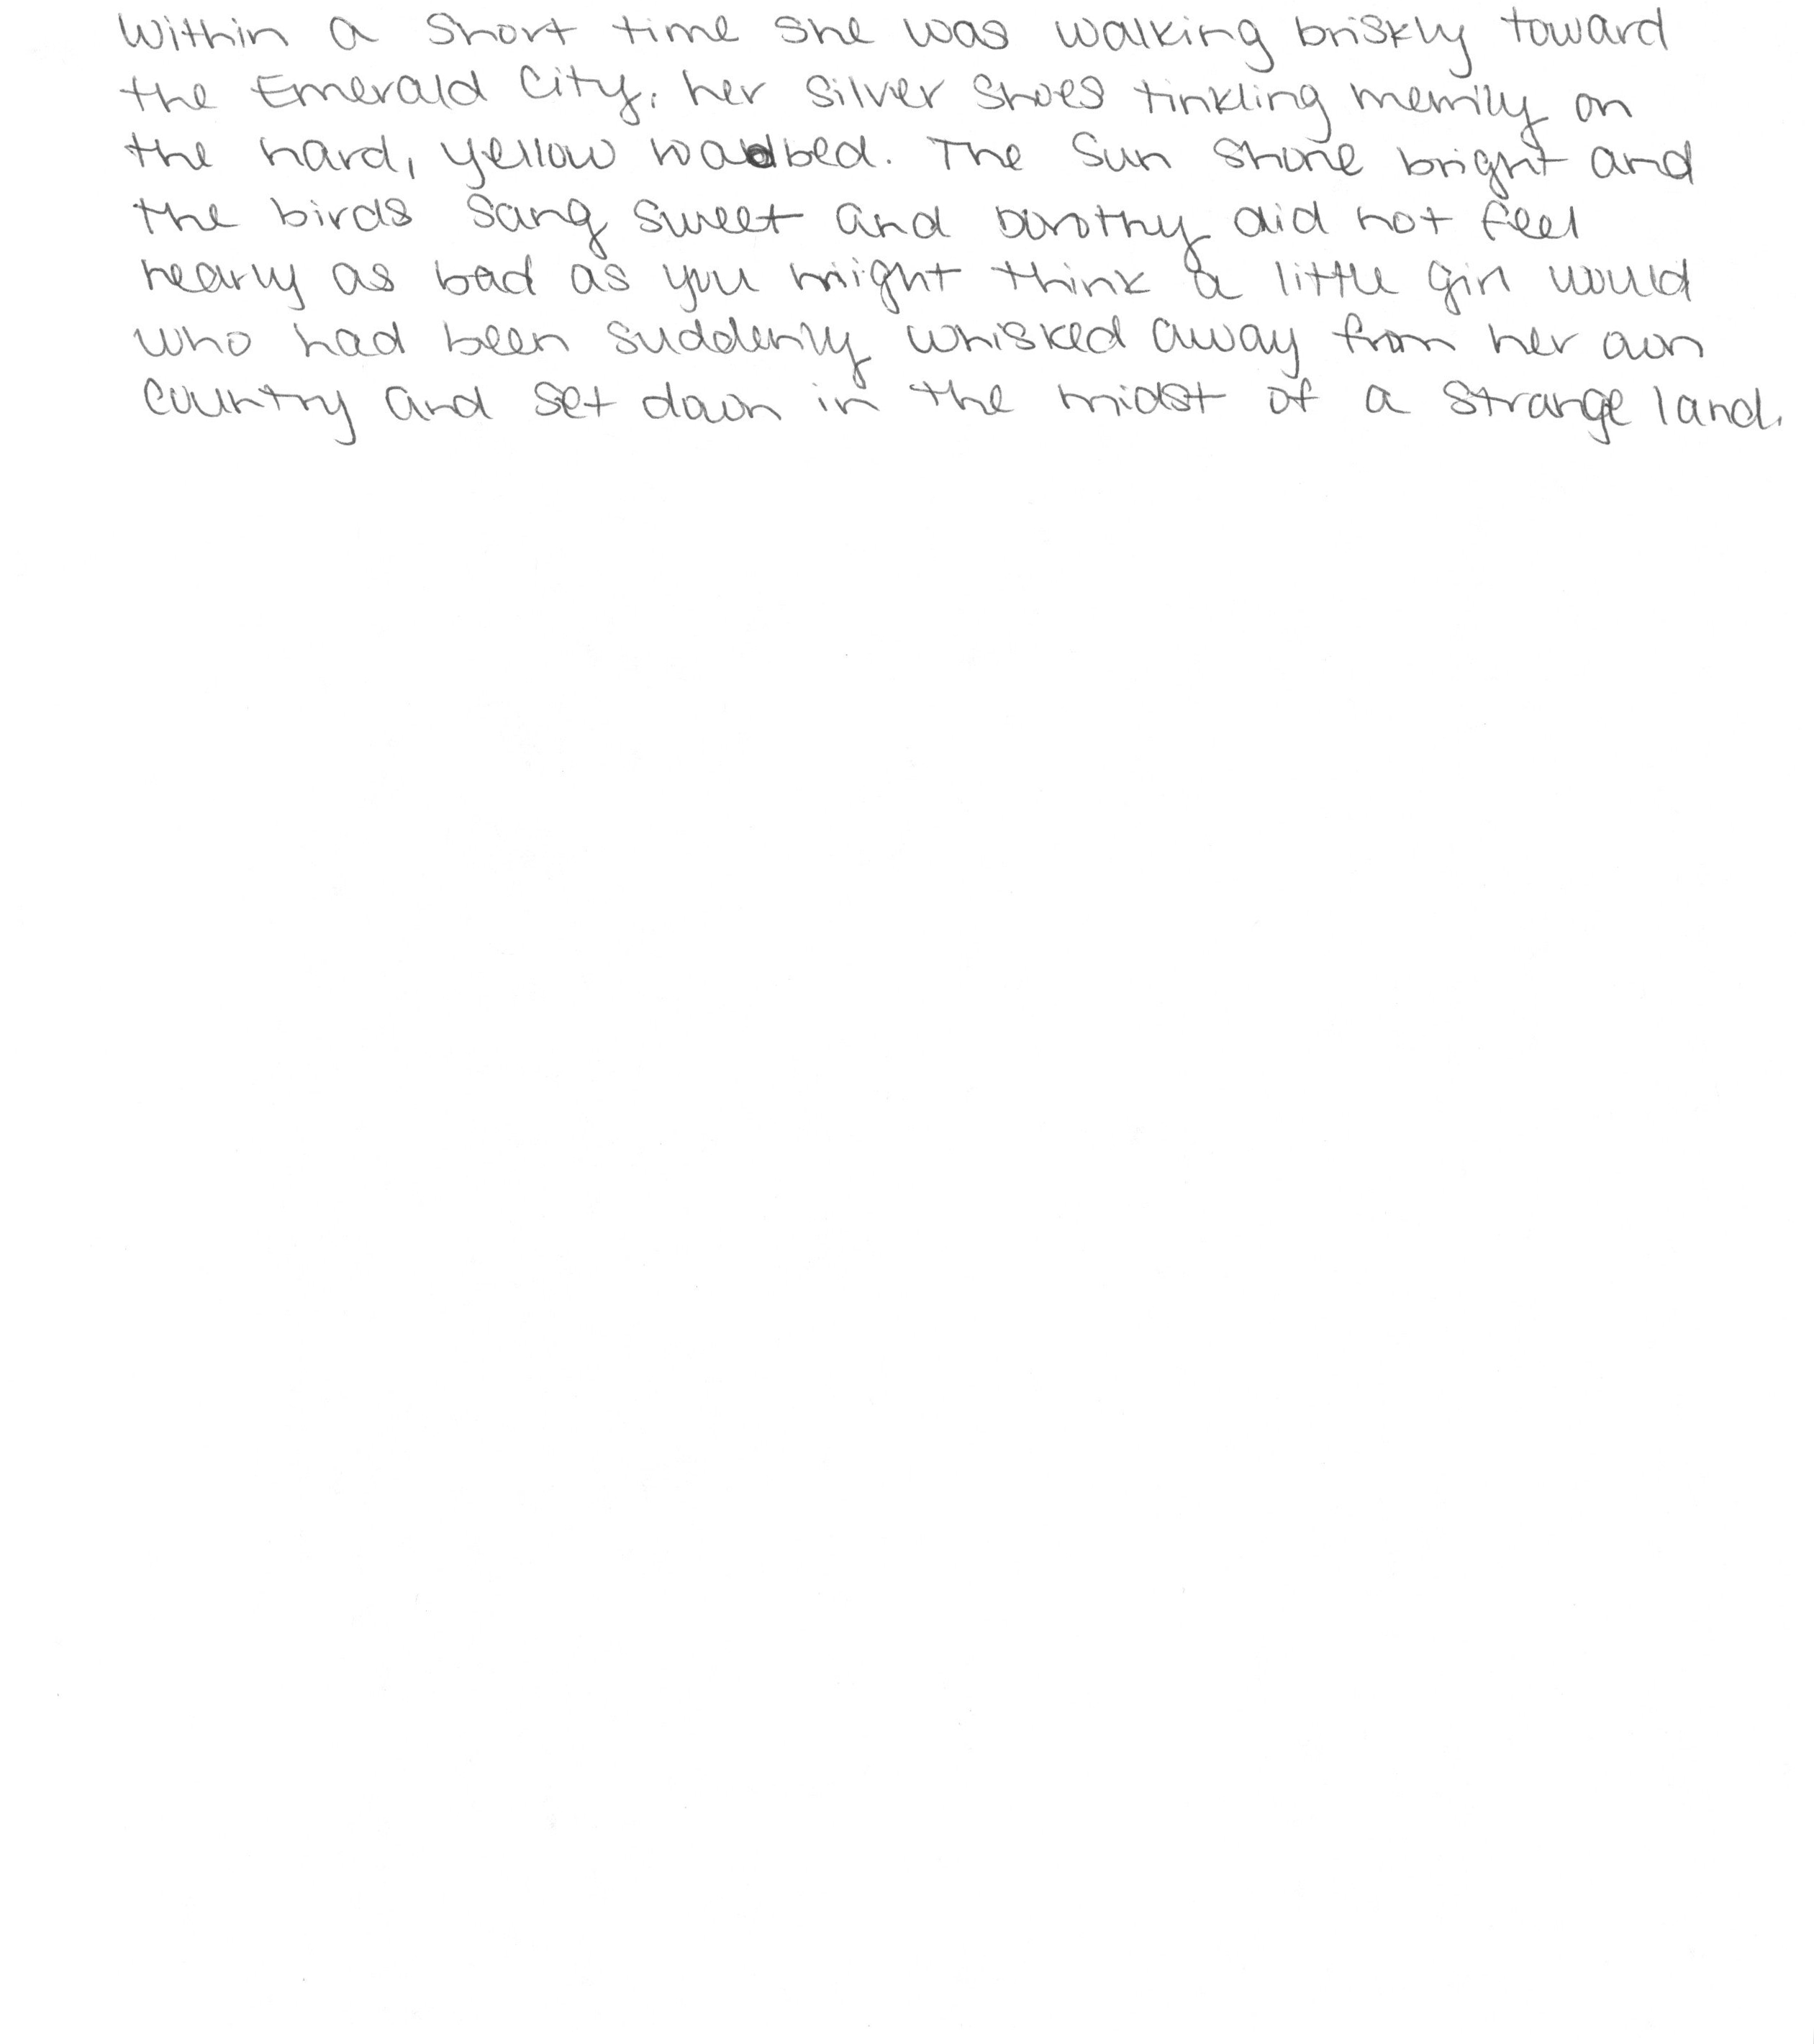 Within a short time she was walking briskly toward
the Emerald City, her Silver Shoes tinkling merrily on
the hard, yellow roadbed. The sun shone bright and
the birds sang sweet and Dorothy did not feel
nearly as bad as you might think a little girl would
who had been suddenly whisked away from her own
country and set down in the midst of a strange land.